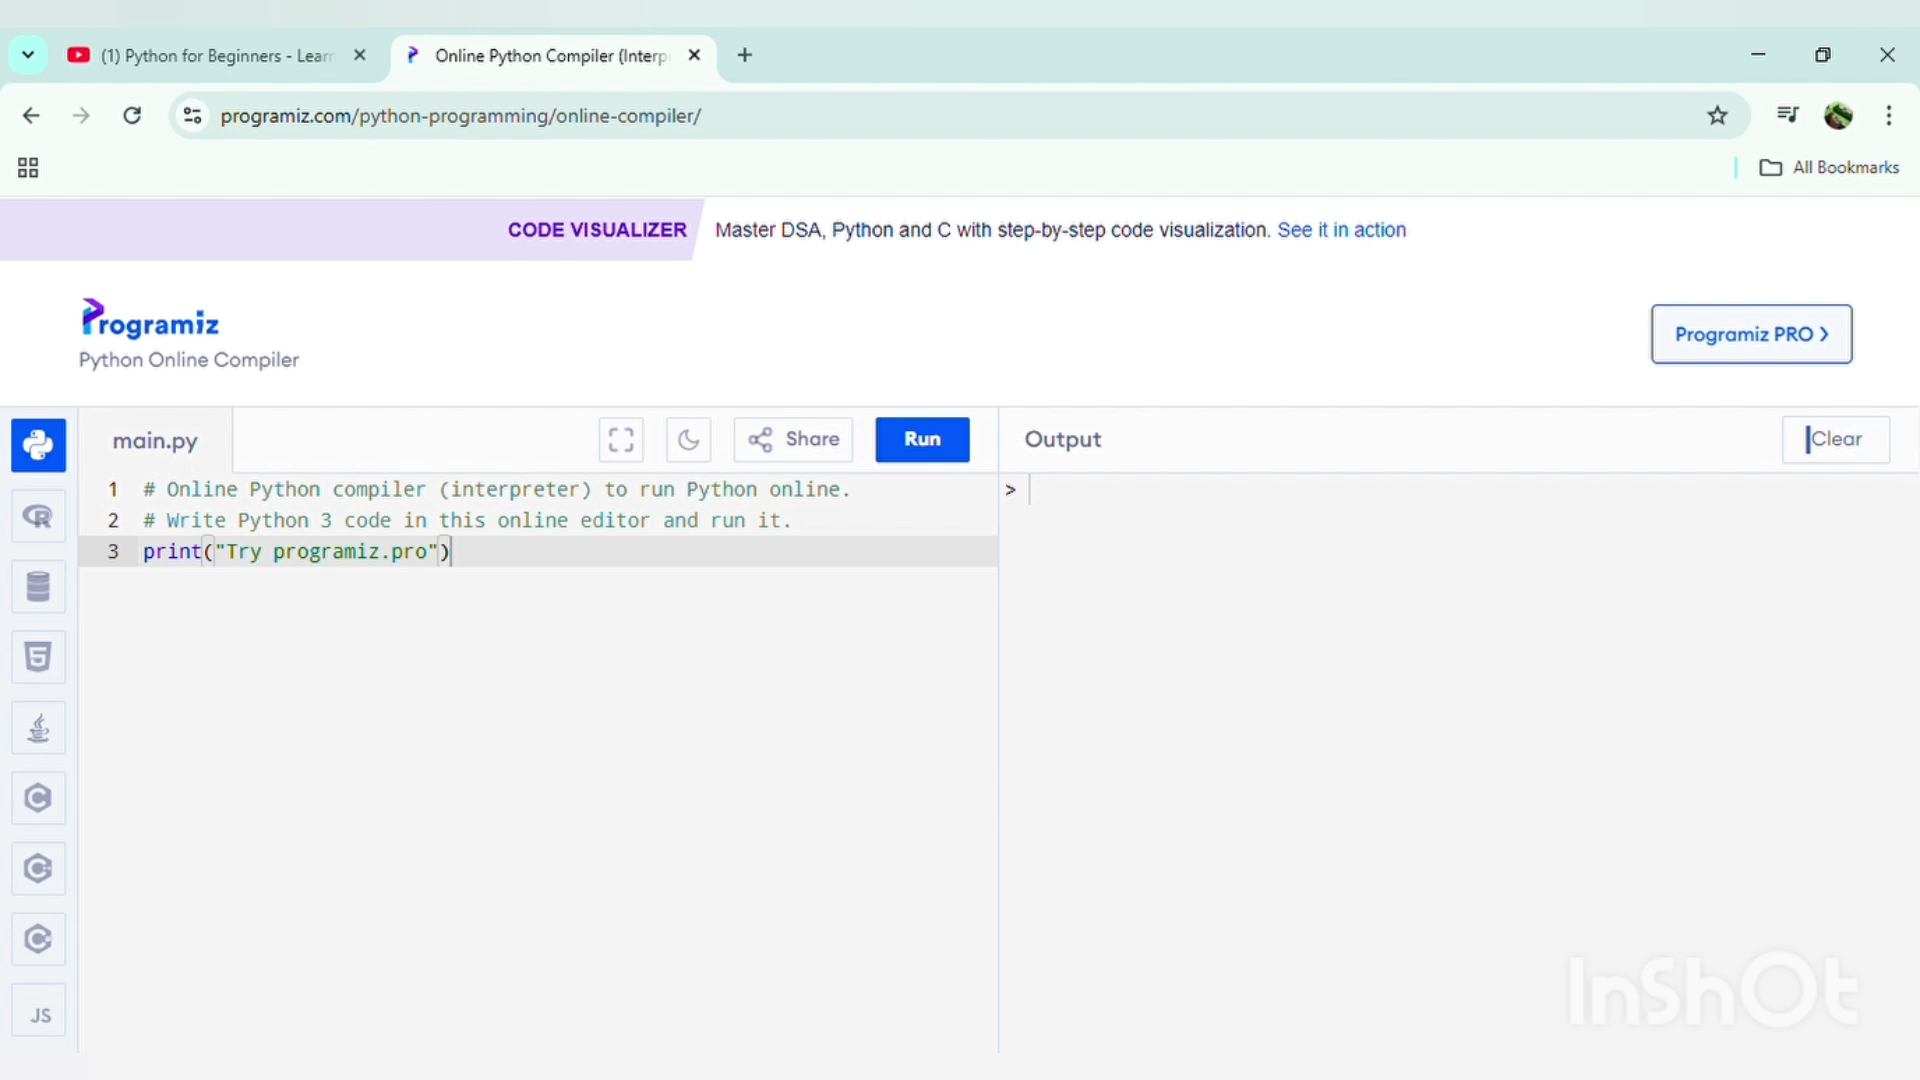 (1) Python for Beginners - Learn
Online Python Compiler (Interp
programiz.com/python-programming/online-compiler/
All Bookmarks
CODE VISUALIZER Master DSA, Python and C with step-by-step code visualization. See it in action
Programiz
Python Online Compiler
Programiz PRO
main.py
Share
Run
Output
Clear
1 # Online Python compiler (interpreter) to run Python online.
2 # Write Python 3 code in this online editor and run it.
3 print("Try programiz.pro")
>
JS
InShOt